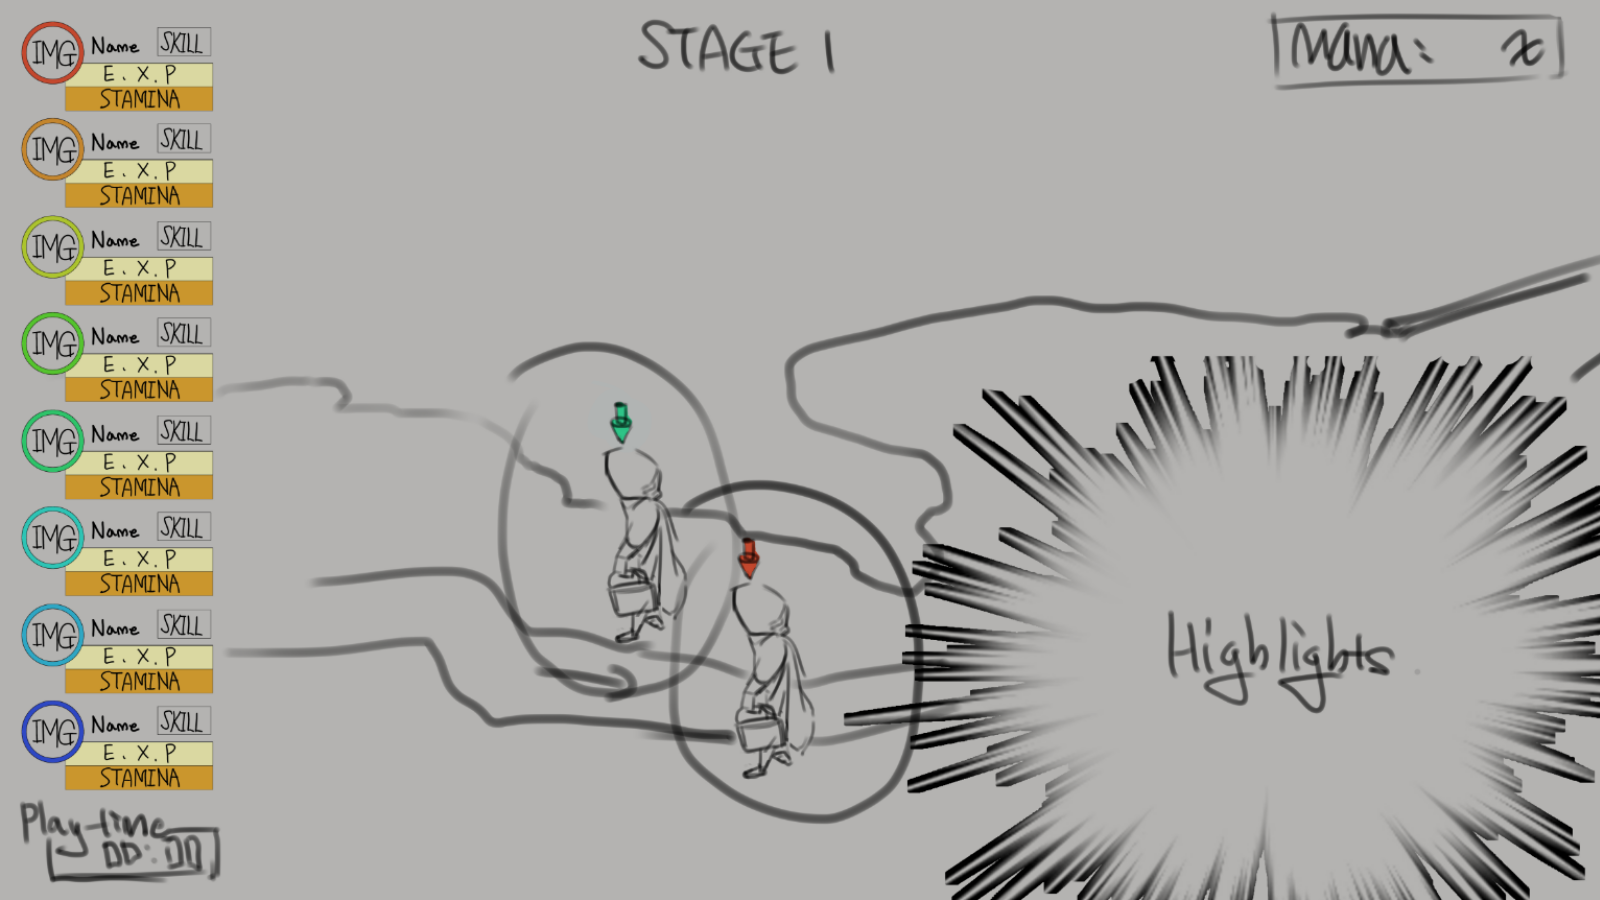 STAGE 1
Mana: x
IMG Name SKILL
E.X.P
STAMINA
IMG Name SKILL
E.X.P
STAMINA
IMG Name SKILL
E.X.P
STAMINA
IMG Name SKILL
E.X.P
STAMINA
IMG Name SKILL
E.X.P
STAMINA
IMG Name SKILL
E.X.P
STAMINA
IMG Name SKILL
E.X.P
STAMINA
IMG Name SKILL
E.X.P
STAMINA
Play-time
00:00
Highlights